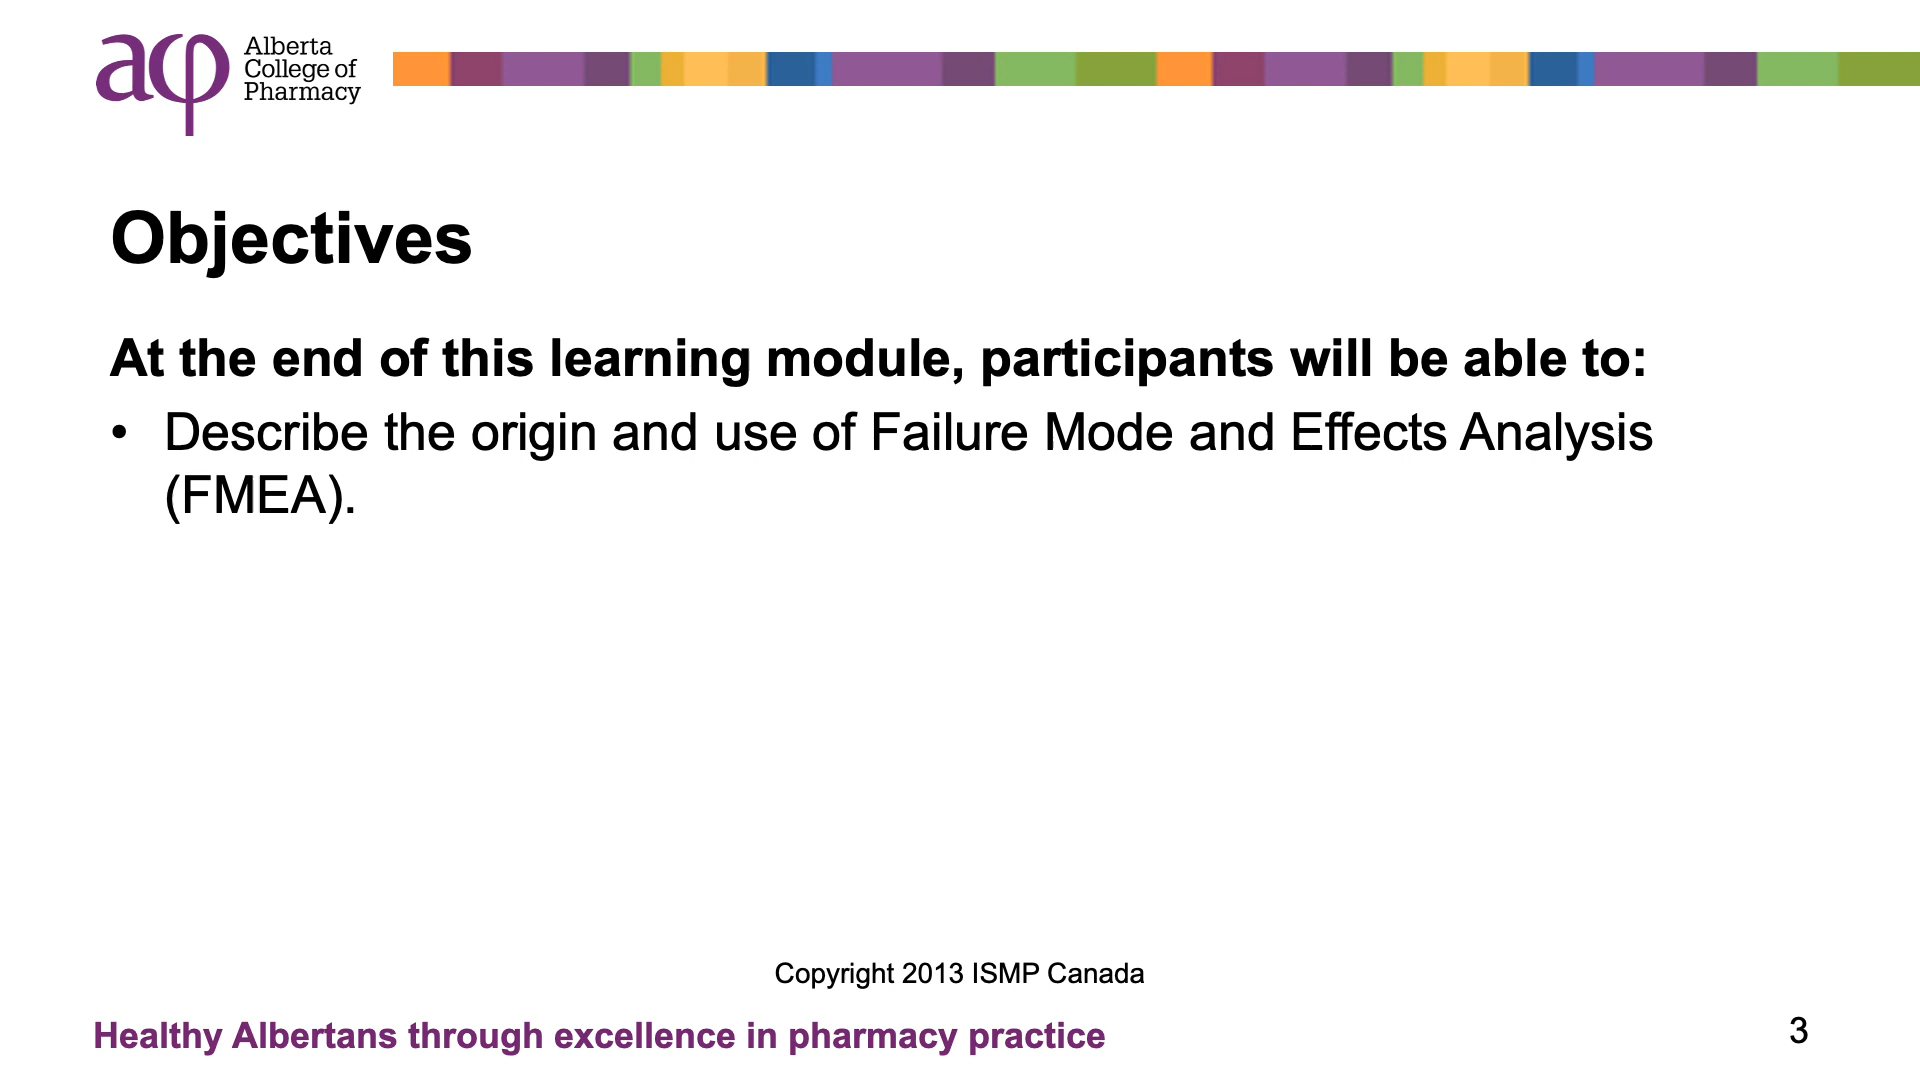 aφ
Alberta
College of
Pharmacy
Objectives
At the end of this learning module, participants will be able to:
• Describe the origin and use of Failure Mode and Effects Analysis
(FMEA).
Copyright 2013 ISMP Canada
Healthy Albertans through excellence in pharmacy practice
3